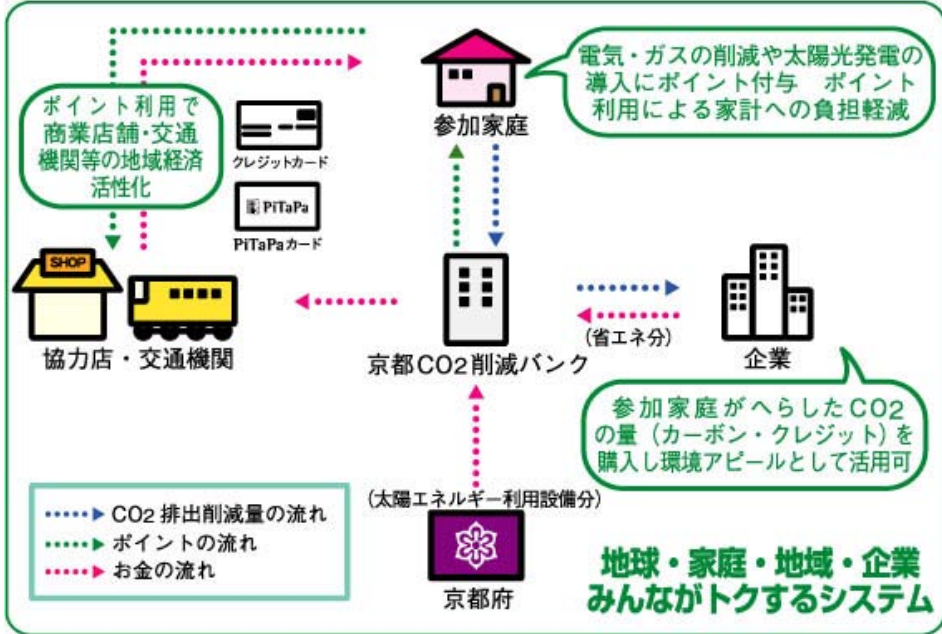 電気・ガスの削減や太陽光発電の
導入にポイント付与　ポイント
利用による家計への負担軽減
参加家庭
ポイント利用で
商業店舗・交通
機関等の地域経済
活性化
クレジットカード
PiTaPa
PiTaPaカード
SHOP
協力店・交通機関
京都CO2削減バンク
(省エネ分)
企業
参加家庭がへらしたCO2
の量（カーボン・クレジット）を
購入し環境アピールとして活用可
CO2 排出削減量の流れ
ポイントの流れ
お金の流れ
(太陽エネルギー利用設備分)
京都府
地球・家庭・地域・企業
みんながトクするシステム